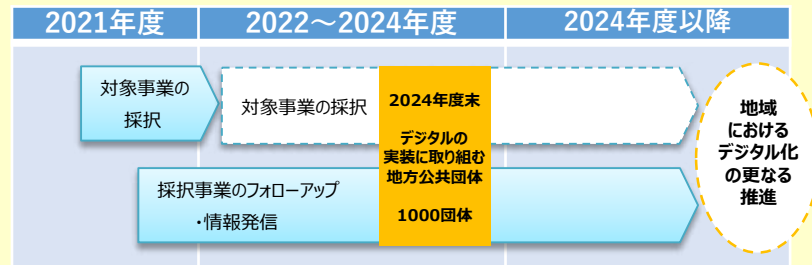 2021年度
2022～2024年度
2024年度以降
対象事業の
採択
対象事業の採択
2024年度末
デジタルの
実装に取り組む
地方公共団体
1000団体
採択事業のフォローアップ
・情報発信
地域
における
デジタル化
の更なる
推進